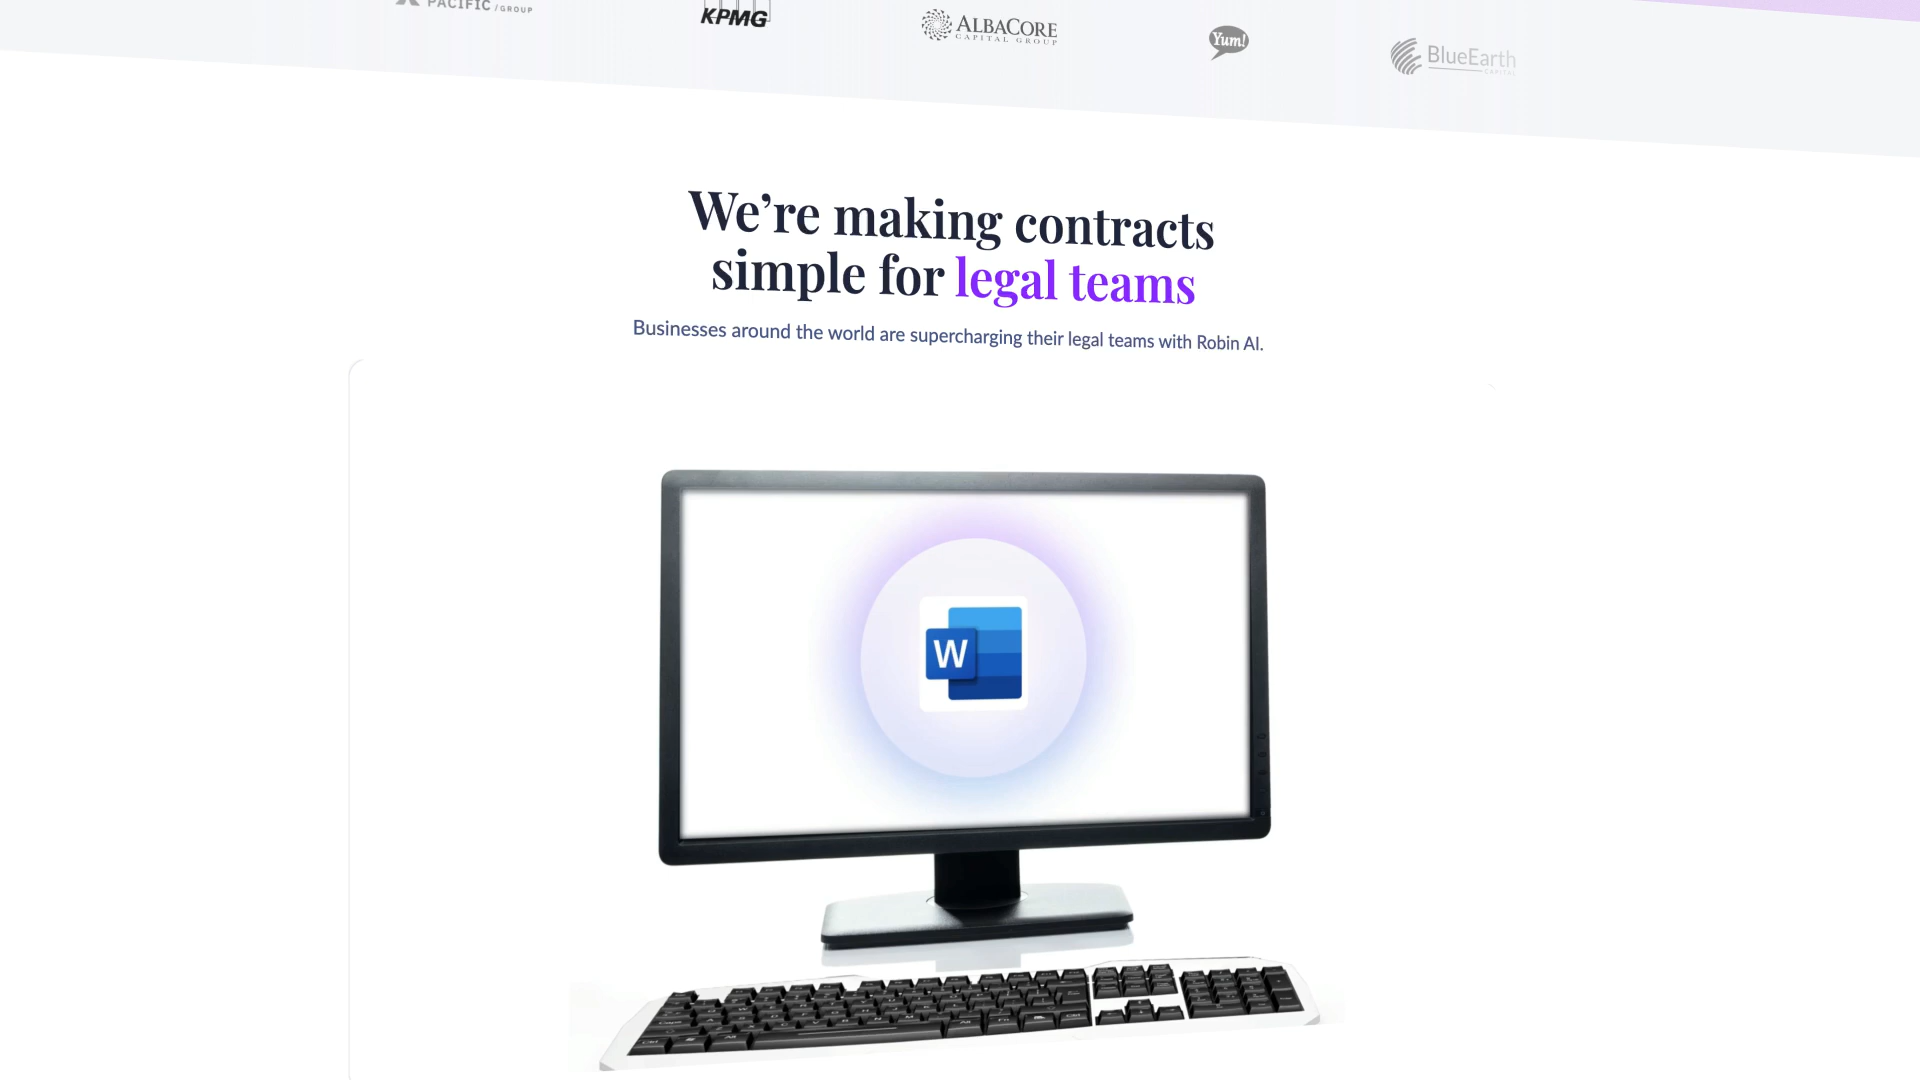 PACIFIC /GROUP
KPMG
ALBACORE
CAPITAL GROUP
Yum!
BlueEarth
CAPITAL
We’re making contracts
simple for legal teams
Businesses around the world are supercharging their legal teams with Robin AI.
W